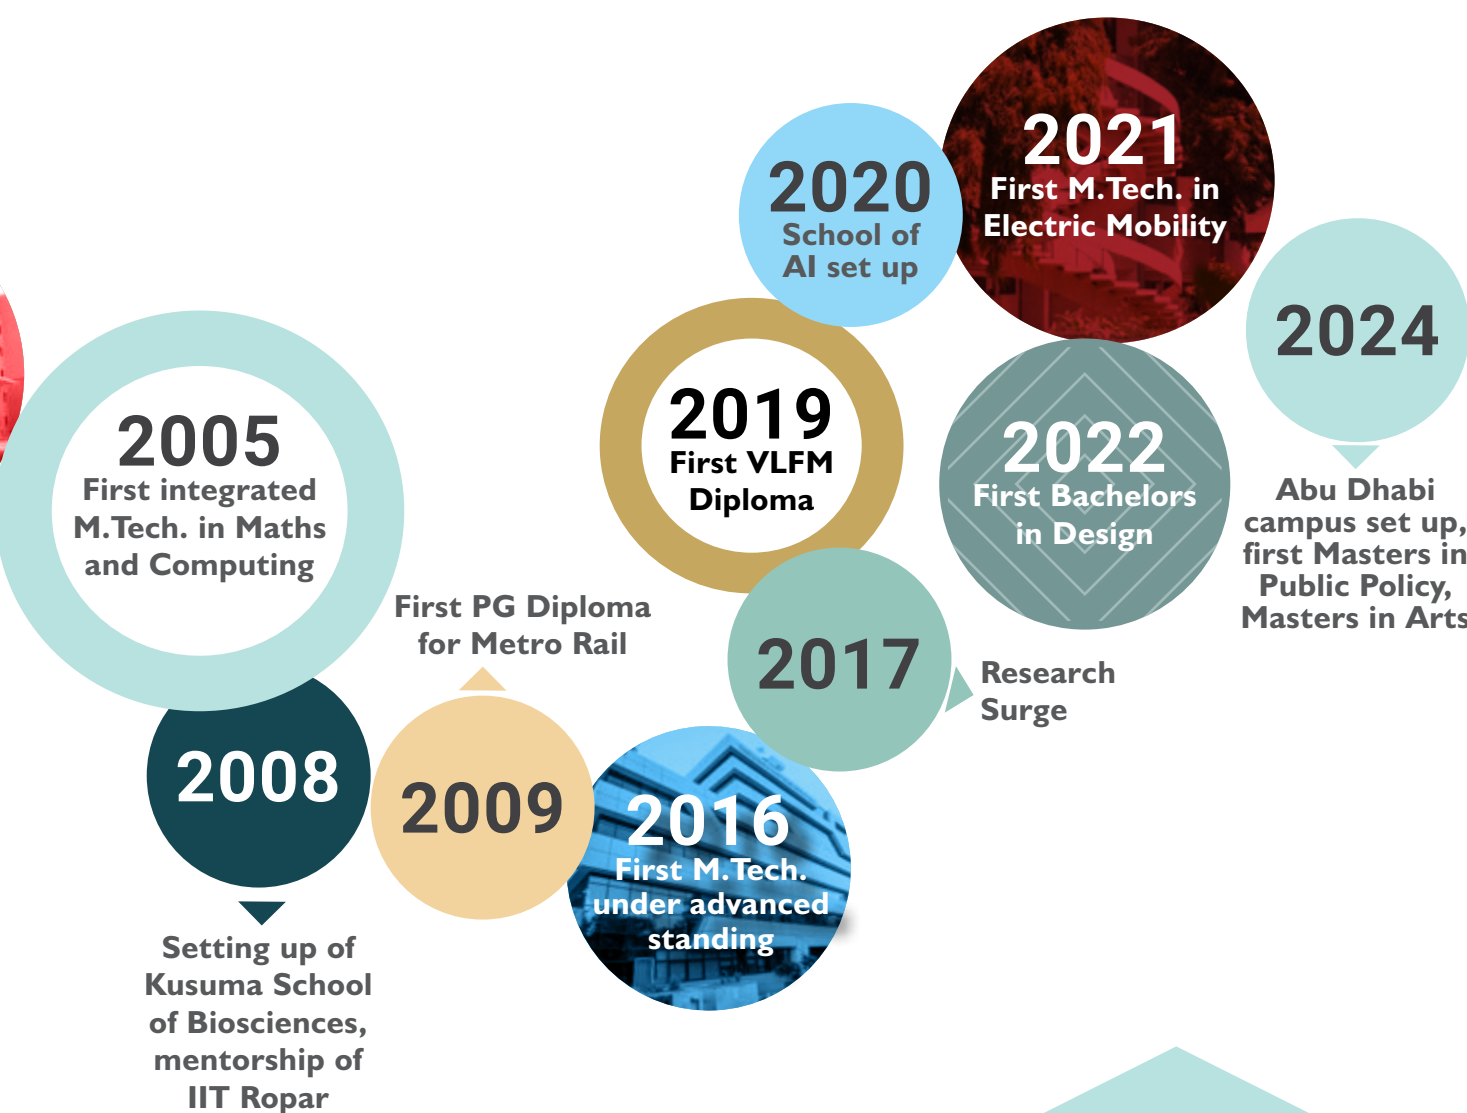 2005
First integrated
M.Tech. in Maths
and Computing
2008
Setting up of
Kusuma School
of Biosciences,
mentorship of
IIT Ropar
First PG Diploma
for Metro Rail
2009
2016
First M.Tech.
under advanced
standing
2017
Research
Surge
2019
First VLFM
Diploma
2020
School of
AI set up
2021
First M.Tech. in
Electric Mobility
2022
First Bachelors
in Design
2024
Abu Dhabi
campus set up,
first Masters in
Public Policy,
Masters in Arts